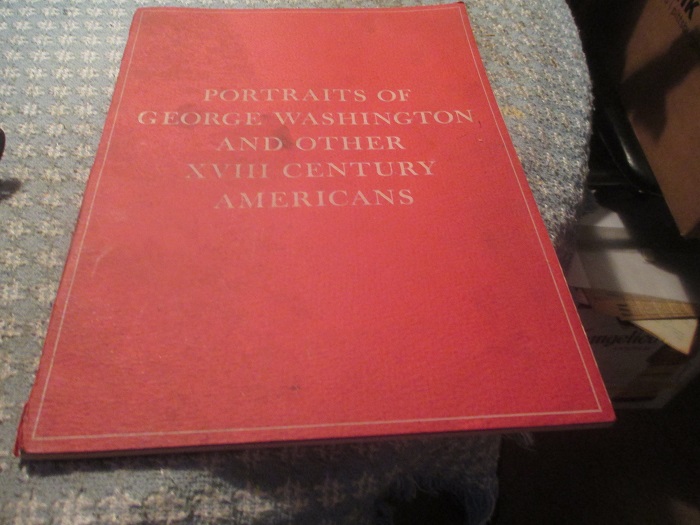 PORTRAITS OF
GEORGE WASHINGTON
AND OTHER
XVIII CENTURY
AMERICANS